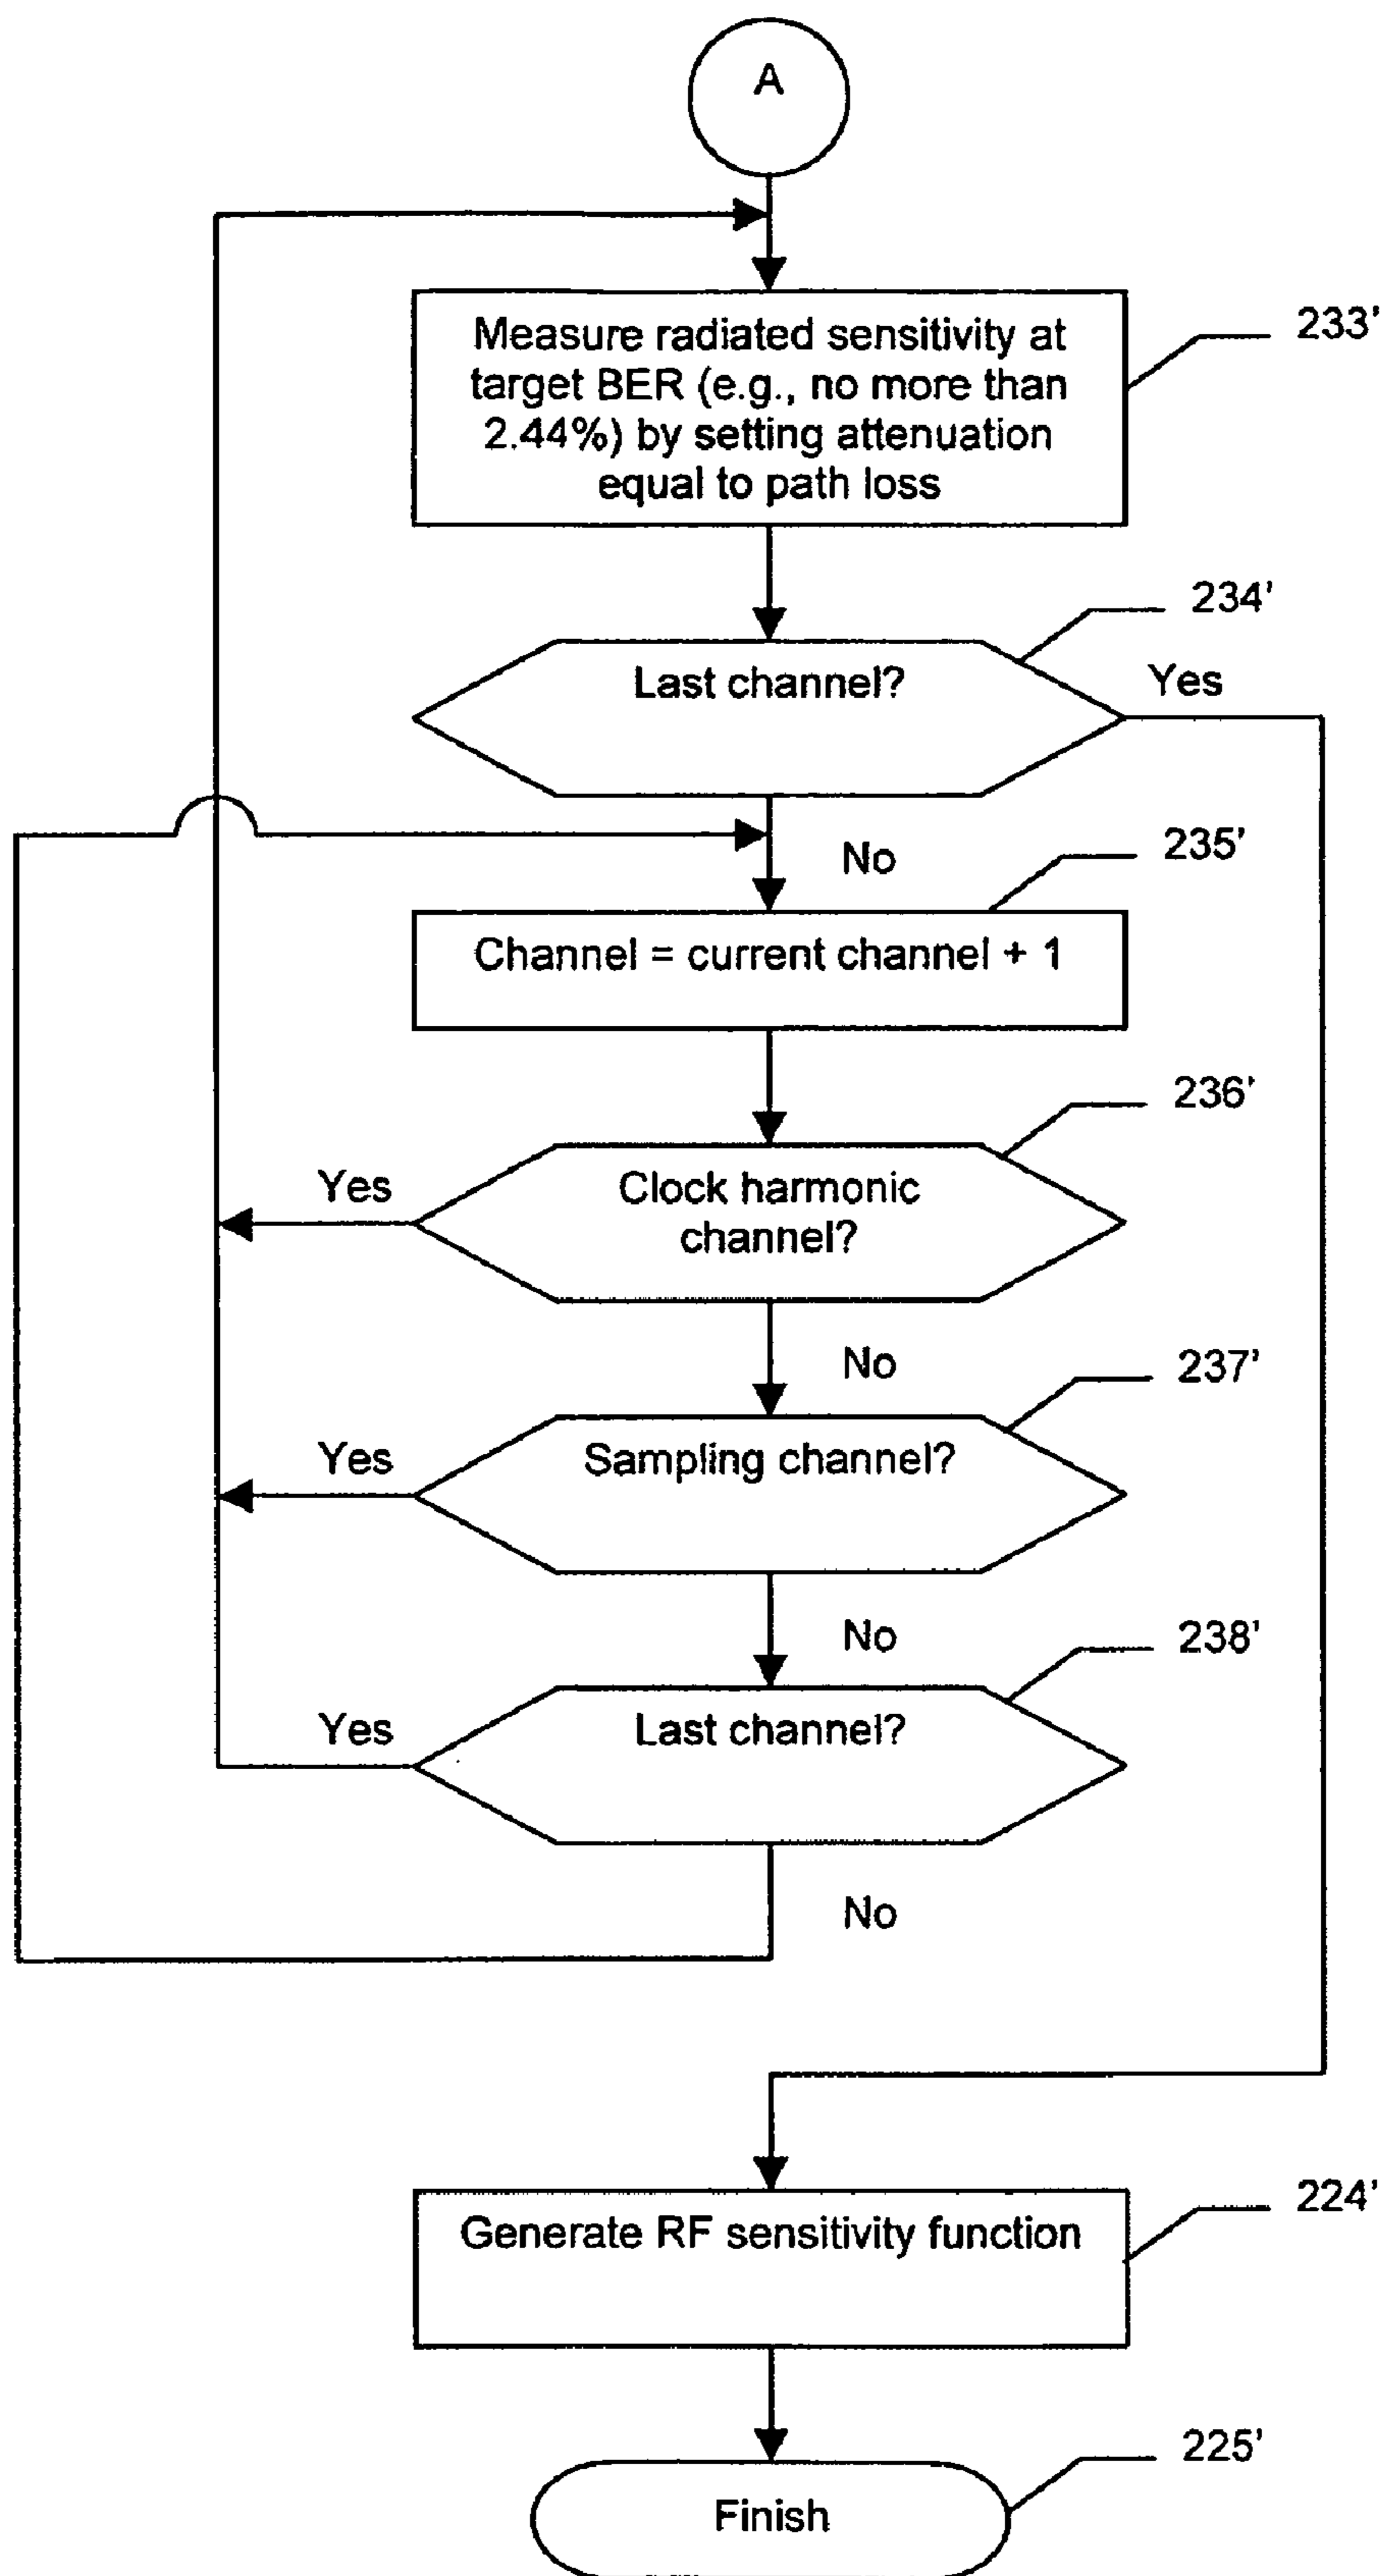 A
Measure radiated sensitivity at
target BER (e.g., no more than
2.44%) by setting attenuation
equal to path loss
233'
234'
Last channel?
Yes
No
235'
Channel = current channel + 1
236'
Yes
Clock harmonic
channel?
No
237'
Yes
Sampling channel?
No
238'
Yes
Last channel?
No
224'
Generate RF sensitivity function
225'
Finish